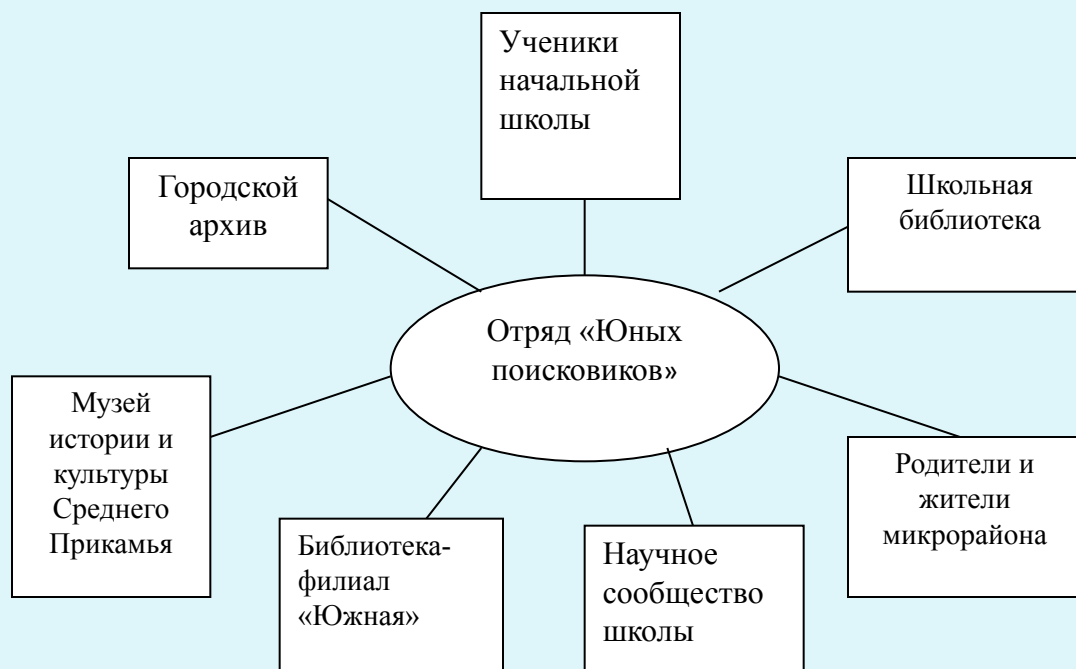 Ученики
начальной
школы
Городской
архив
Школьная
библиотека
Отряд «Юных
поисковиков»
Музей
истории и
культуры
Среднего
Прикамья
Родители и
жители
микрорайона
Библиотека-
филиал
«Южная»
Научное
сообщество
школы